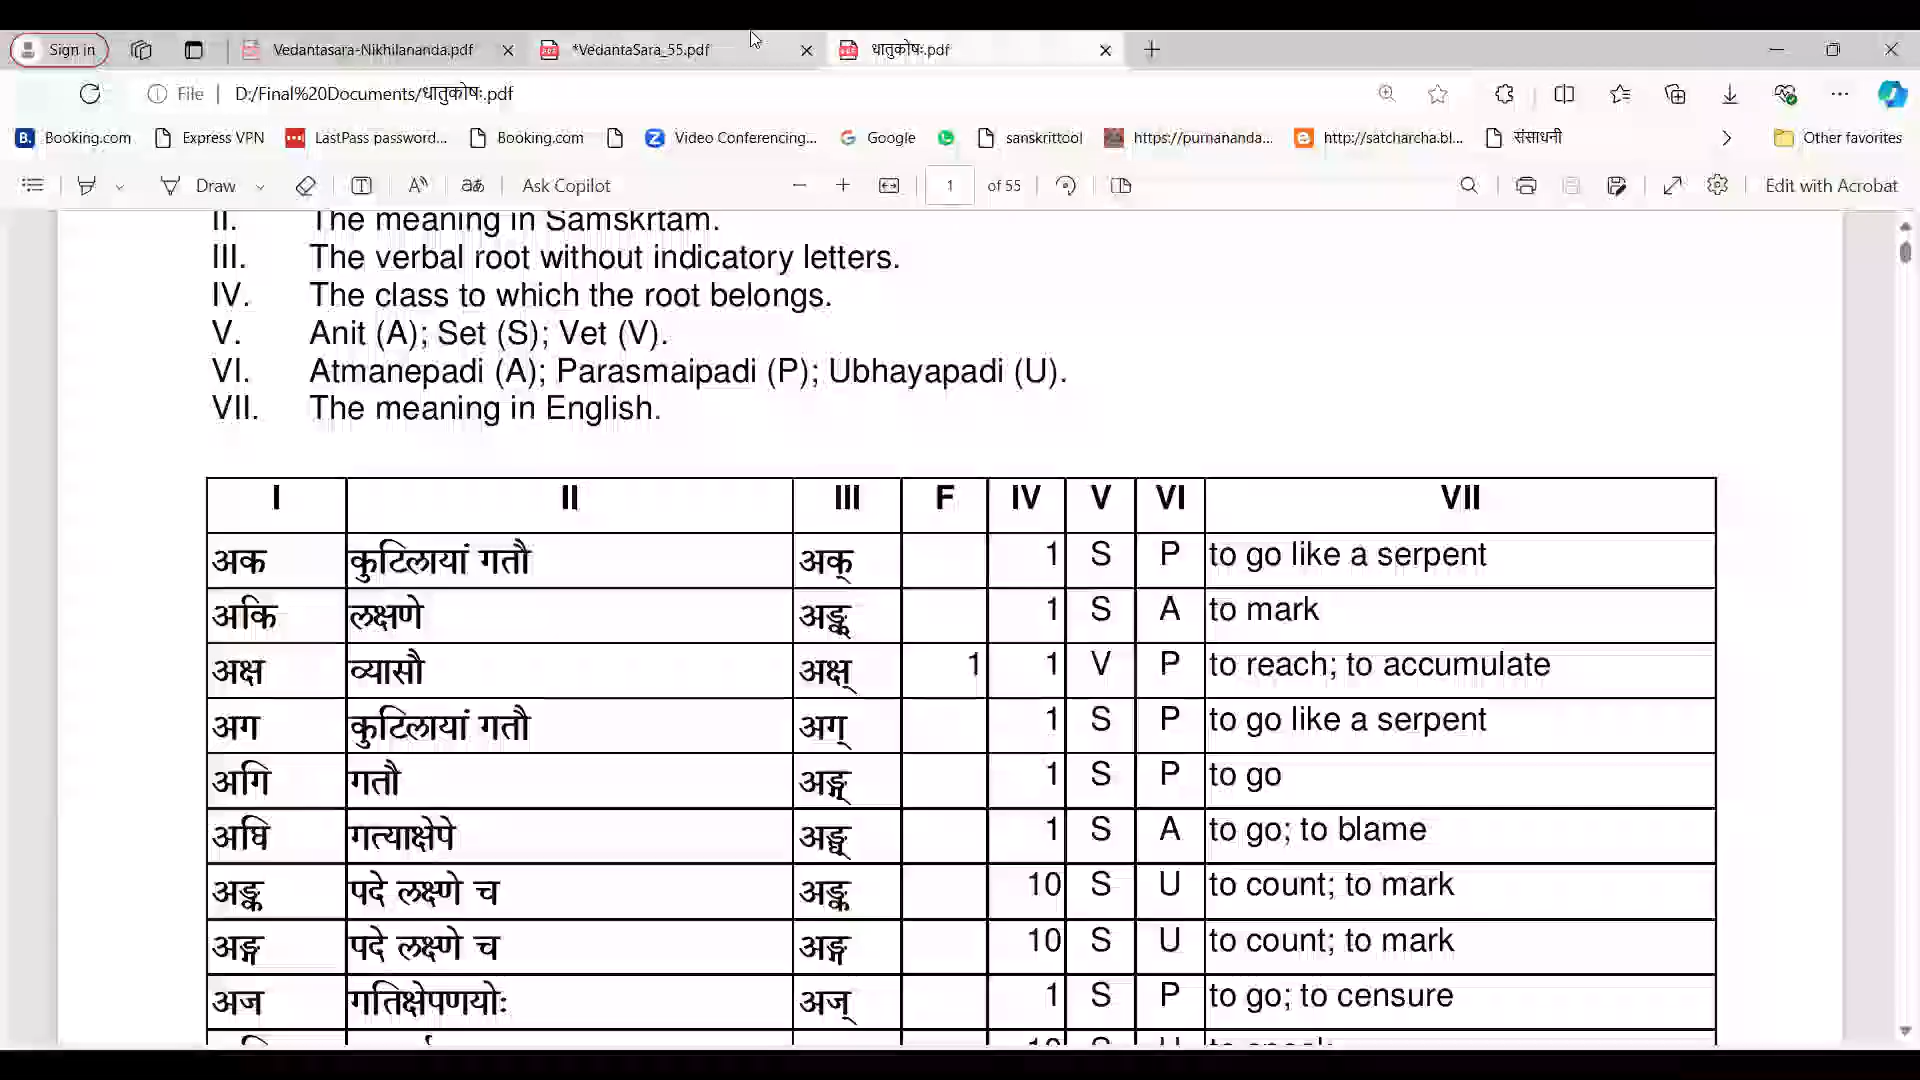 Sign in
Vedantasara-Nikhilananda.pdf
*VedantaSara_55.pdf
धातुकोषः.pdf
File
D:/Final%20Documents/धातुकोषः.pdf
Booking.com
Express VPN
LastPass password...
Booking.com
Video Conferencing...
Google
sanskrittool
https://purnananda...
http://satcharcha.bl...
संसाधनी
Other favorites
Draw
Ask Copilot
1 of 55
Edit with Acrobat
II. The meaning in Samskrtam.
III. The verbal root without indicatory letters.
IV. The class to which the root belongs.
V. Anit (A); Set (S); Vet (V).
VI. Atmanepadi (A); Parasmaipadi (P); Ubhayapadi (U).
VII. The meaning in English.
I II III F IV V VI VII
अक कुटिलायां गतौ अक् 1 S P to go like a serpent
अकि लक्षणे अङ्क् 1 S A to mark
अक्ष व्याप्तौ अक्ष् 1 1 V P to reach; to accumulate
अग कुटिलायां गतौ अग् 1 S P to go like a serpent
अगि गतौ अङ्ग् 1 S P to go
अघि गत्याक्षेपे अङ्घ् 1 S A to go; to blame
अङ्क पदे लक्ष्णे च अङ्क 10 S U to count; to mark
अङ्ग पदे लक्ष्णे च अङ्ग 10 S U to count; to mark
अज गतिक्षेपणयोः अज् 1 S P to go; to censure